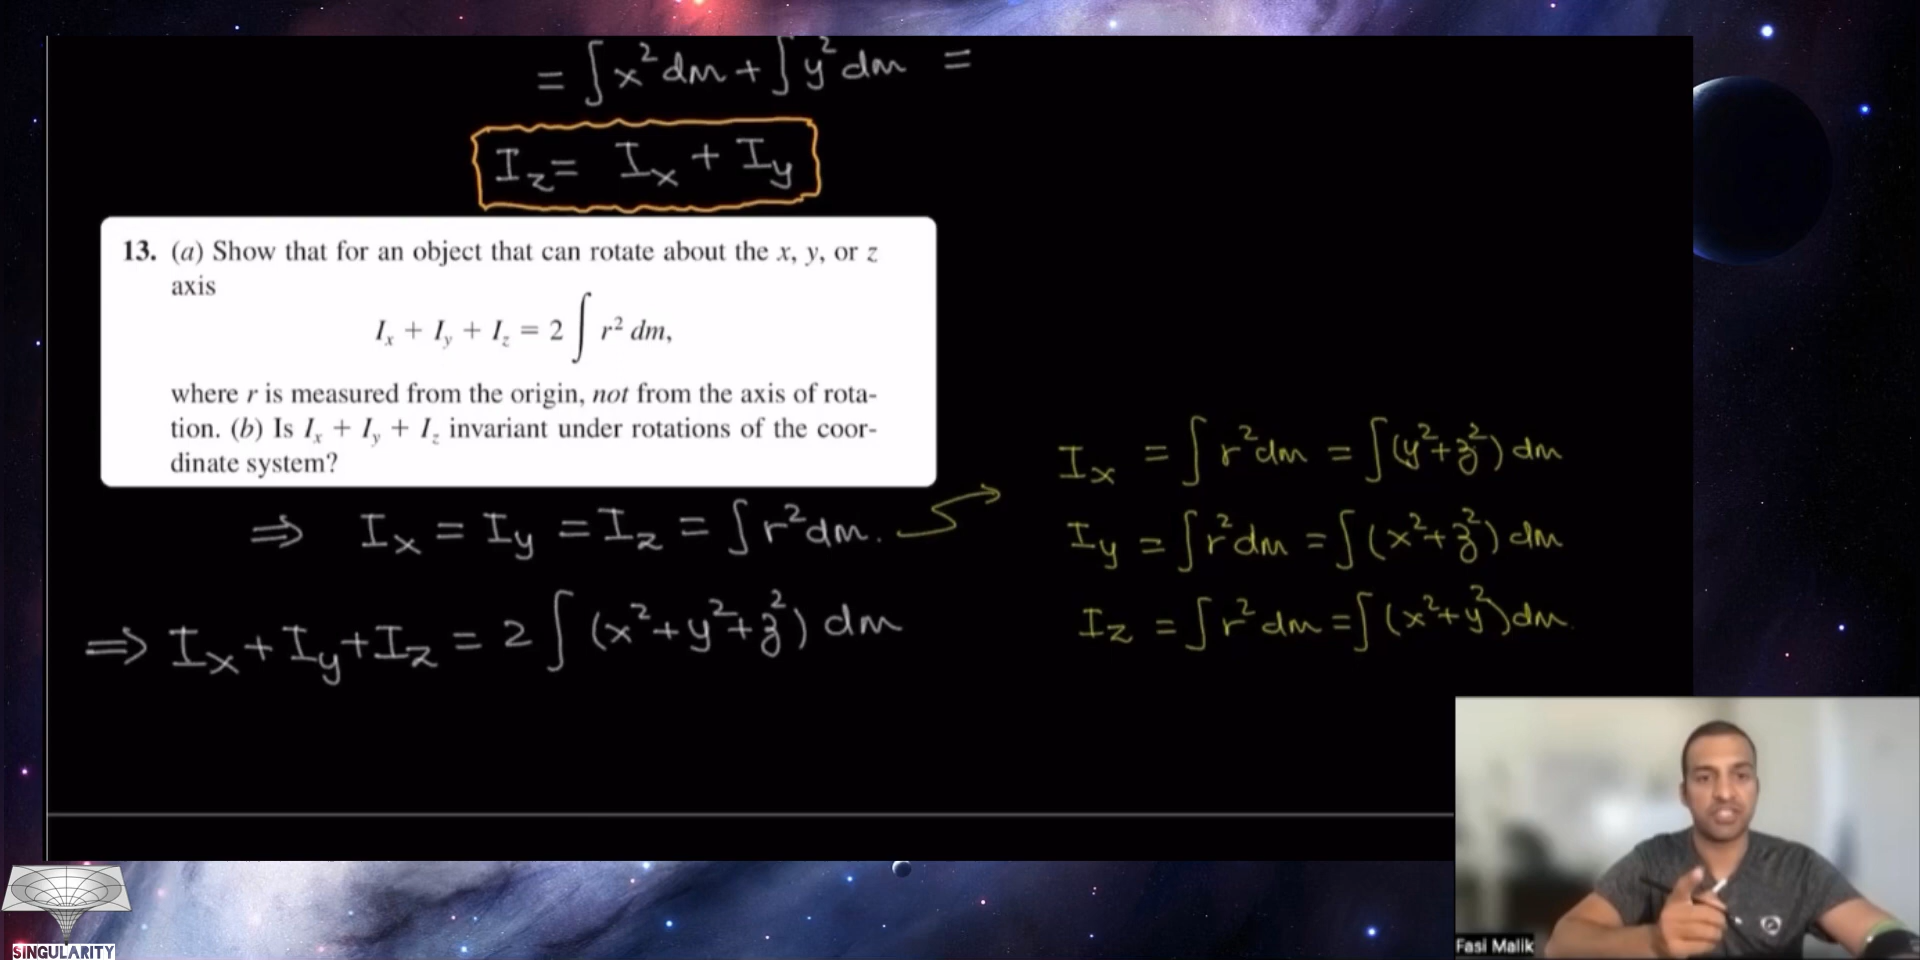 = ∫x²dm + ∫y²dm =
I_z = I_x + I_y
13. (a) Show that for an object that can rotate about the x, y, or z
axis
I_x + I_y + I_z = 2 ∫ r² dm,
where r is measured from the origin, not from the axis of rota-
tion. (b) Is I_x + I_y + I_z invariant under rotations of the coor-
dinate system?
⇒ I_x = I_y = I_z = ∫r²dm.
⇒ I_x + I_y + I_z = 2 ∫ (x² + y² + z²) dm
I_x = ∫r²dm = ∫(y² + z²) dm
I_y = ∫r²dm = ∫(x² + z²) dm
I_z = ∫r²dm = ∫(x² + y²)dm.
Fasi Malik
SINGULARITY